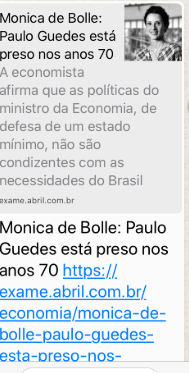 Monica de Bolle:
Paulo Guedes está
preso nos anos 70
A economista
afirma que as políticas do
ministro da Economia, de
defesa de um estado
mínimo, não são
condizentes com as
necessidades do Brasil
exame.abril.com.br
Monica de Bolle: Paulo
Guedes está preso nos
anos 70 https://
exame.abril.com.br/
economia/monica-de-
bolle-paulo-guedes-
esta-preso-nos-